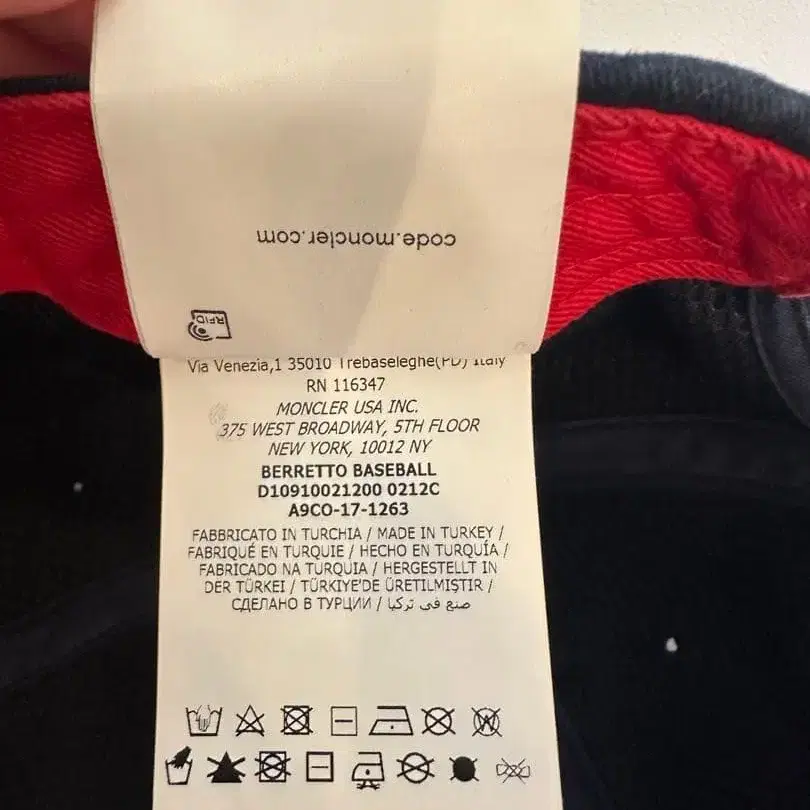 code.moncler.com
RFID
Via Venezia,1 35010 Trebaseleghe(PD) Italy
RN 116347
MONCLER USA INC.
375 WEST BROADWAY, 5TH FLOOR
NEW YORK, 10012 NY
BERRETTO BASEBALL
D10910021200 0212C
A9CO-17-1263
FABBRICATO IN TURCHIA / MADE IN TURKEY /
FABRIQUÉ EN TURQUIE / HECHO EN TURQUÍA /
FABRICADO NA TURQUIA / HERGESTELLT IN
DER TÜRKEI / TÜRKİYE'DE ÜRETILMIŞTIR /
СДЕЛАНО В ТУРЦИИ / صنع في تركيا
W